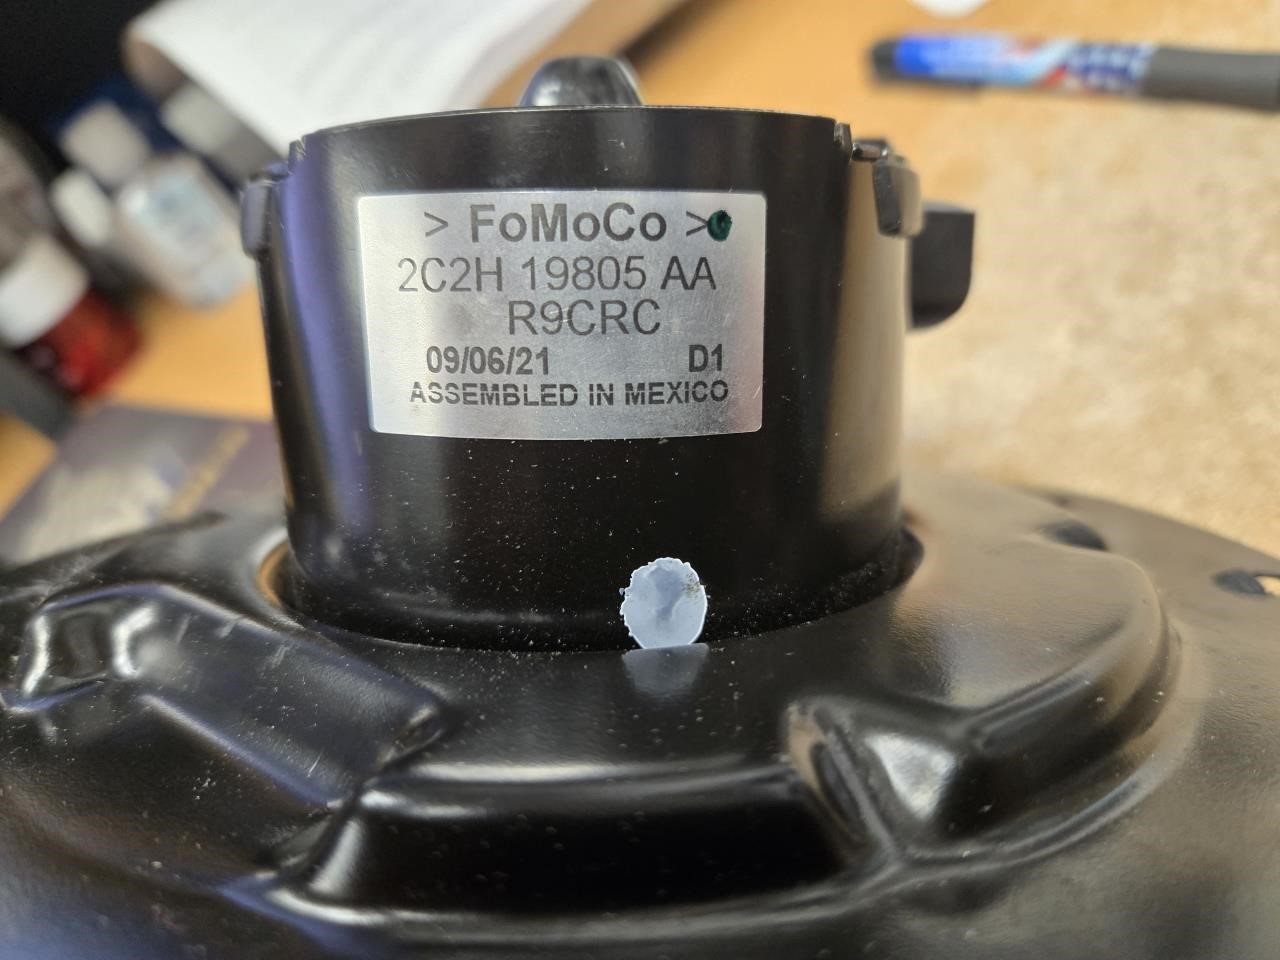 > FoMoCo >
2C2H 19805 AA
R9CRC
09/06/21 D1
ASSEMBLED IN MEXICO